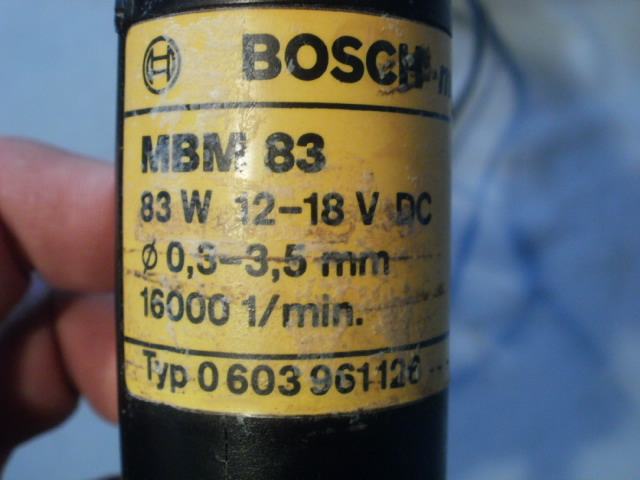 BOSCH
MBM 83
83 W 12-18 V DC
Ø 0,3-3,5 mm
16000 1/min.
Typ 0 603 961 126